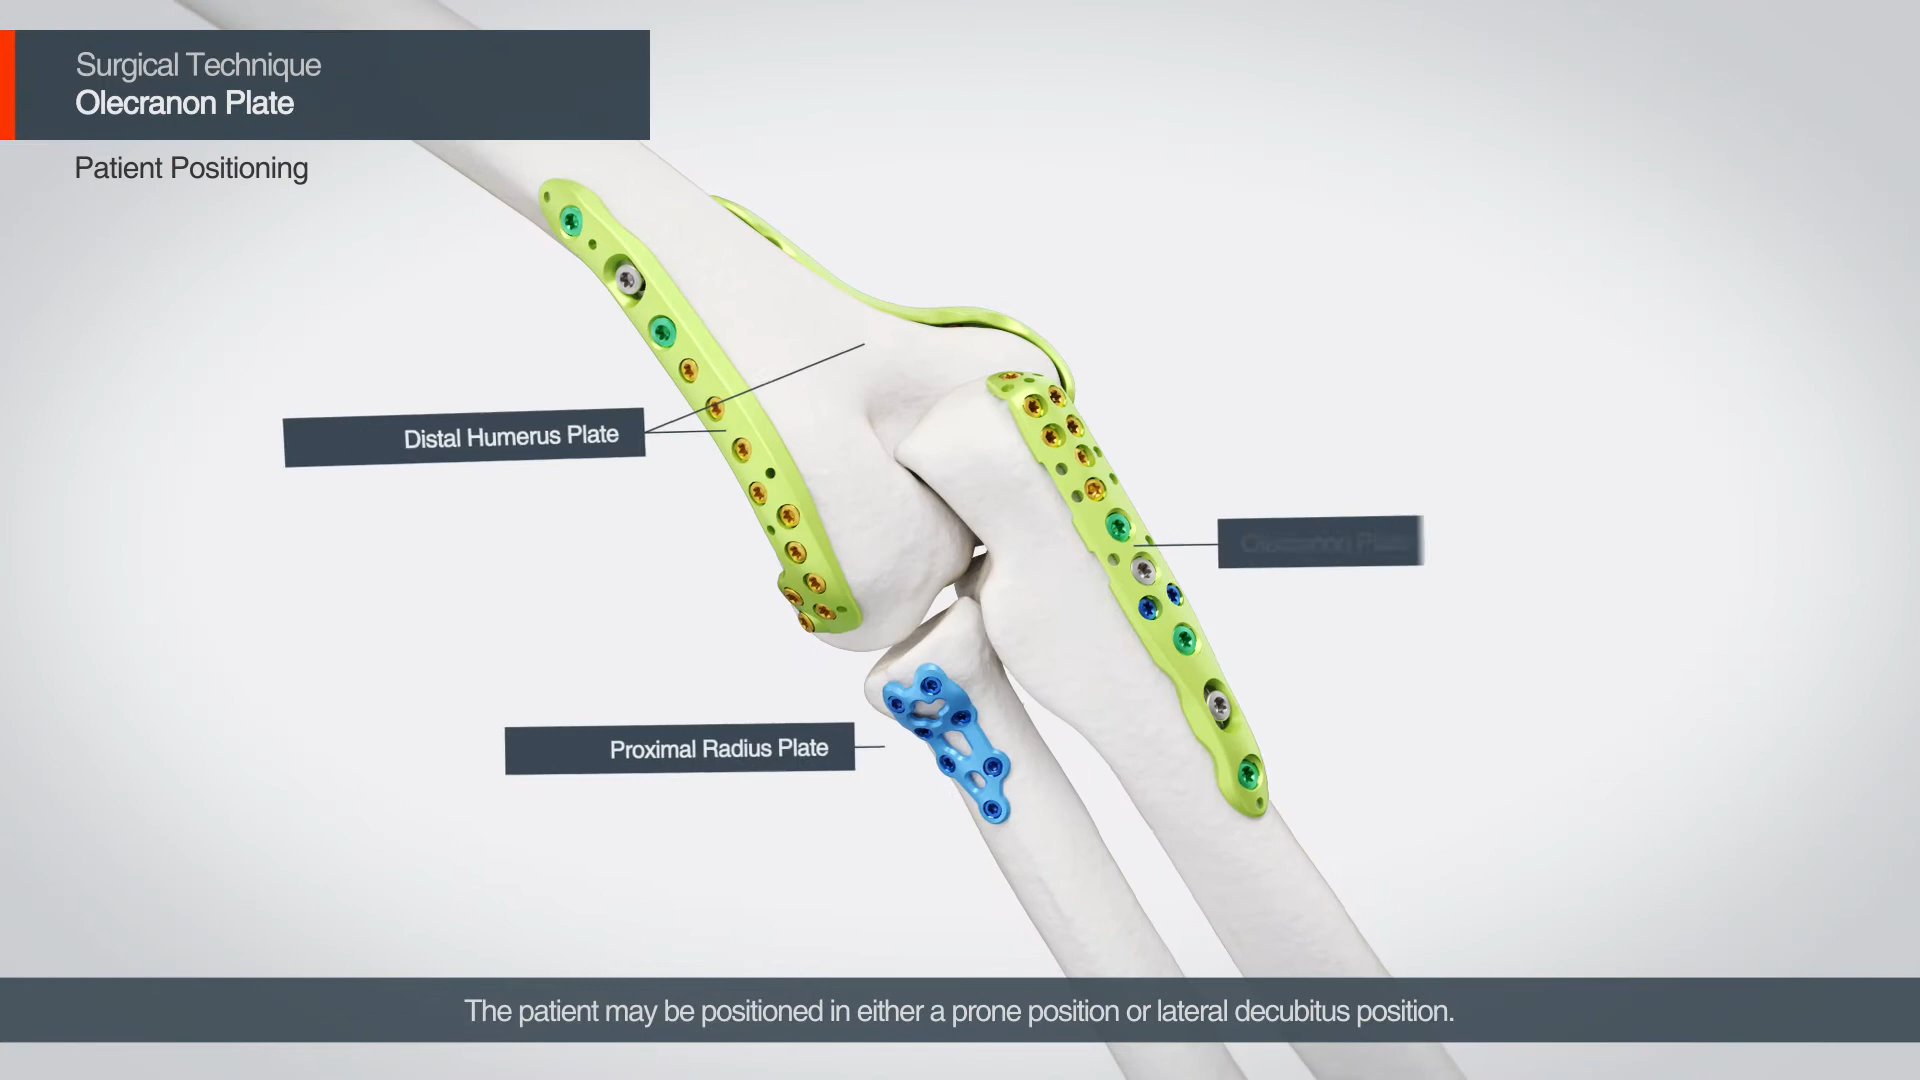 Surgical Technique
Olecranon Plate
Patient Positioning
Distal Humerus Plate
Proximal Radius Plate
The patient may be positioned in either a prone position or lateral decubitus position.